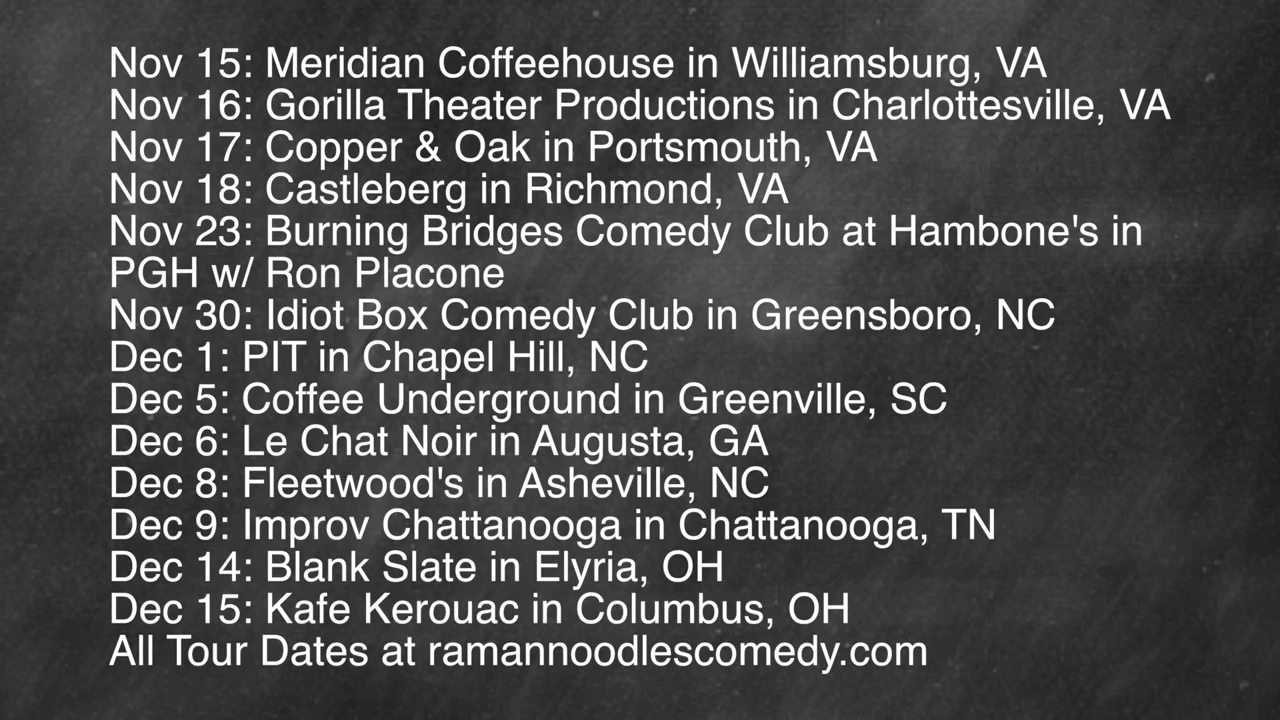 Nov 15: Meridian Coffeehouse in Williamsburg, VA
Nov 16: Gorilla Theater Productions in Charlottesville, VA
Nov 17: Copper & Oak in Portsmouth, VA
Nov 18: Castleberg in Richmond, VA
Nov 23: Burning Bridges Comedy Club at Hambone's in
PGH w/ Ron Placone
Nov 30: Idiot Box Comedy Club in Greensboro, NC
Dec 1: PIT in Chapel Hill, NC
Dec 5: Coffee Underground in Greenville, SC
Dec 6: Le Chat Noir in Augusta, GA
Dec 8: Fleetwood's in Asheville, NC
Dec 9: Improv Chattanooga in Chattanooga, TN
Dec 14: Blank Slate in Elyria, OH
Dec 15: Kafe Kerouac in Columbus, OH
All Tour Dates at ramannoodlescomedy.com